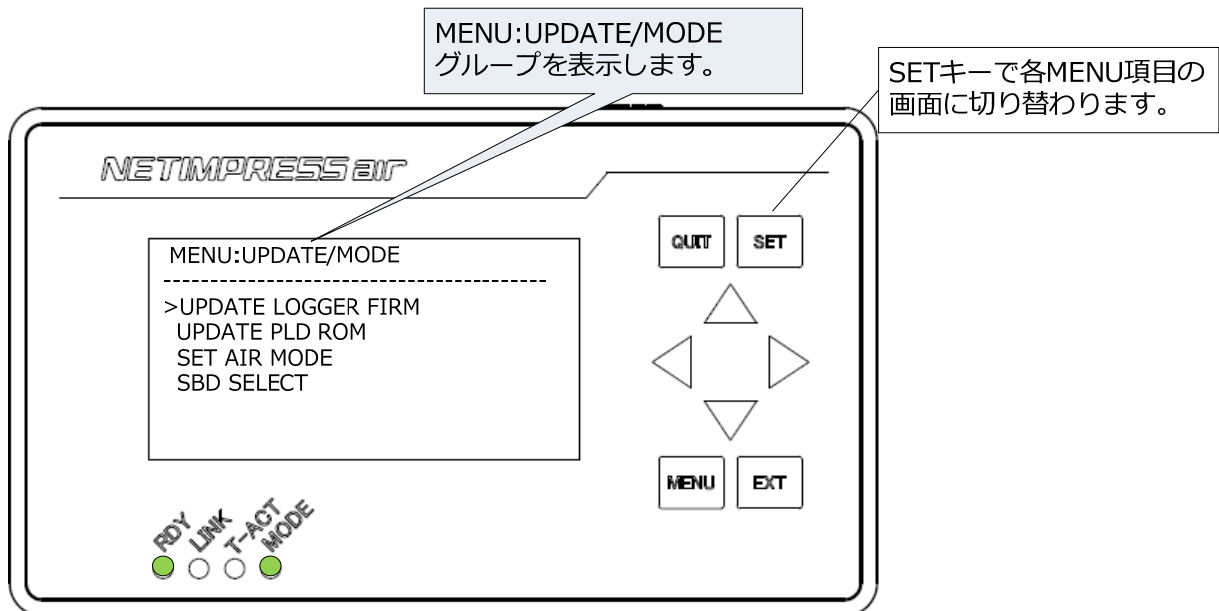 MENU:UPDATE/MODE
グループを表示します。
SETキーで各MENU項目の
画面に切り替わります。
NETIMPRESS air
MENU:UPDATE/MODE
----------------------------------------
>UPDATE LOGGER FIRM
UPDATE PLD ROM
SET AIR MODE
SBD SELECT
QUIT
SET
MENU
EXT
RDY
LINK
T-ACT
MODE